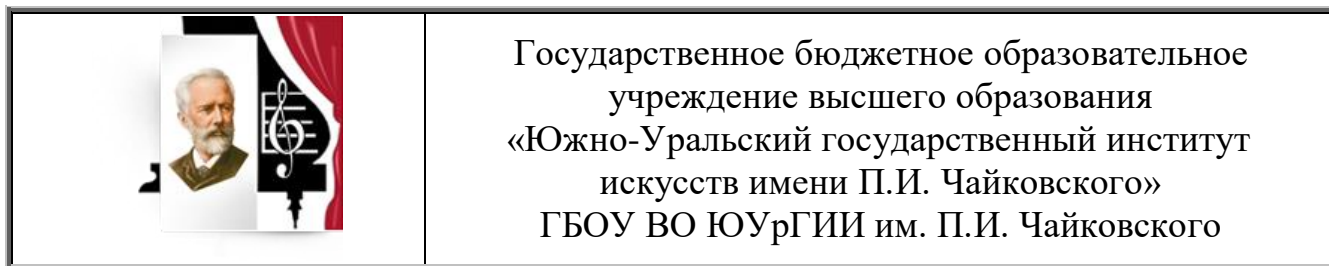 Государственное бюджетное образовательное
учреждение высшего образования
«Южно-Уральский государственный институт
искусств имени П.И. Чайковского»
ГБОУ ВО ЮУрГИИ им. П.И. Чайковского